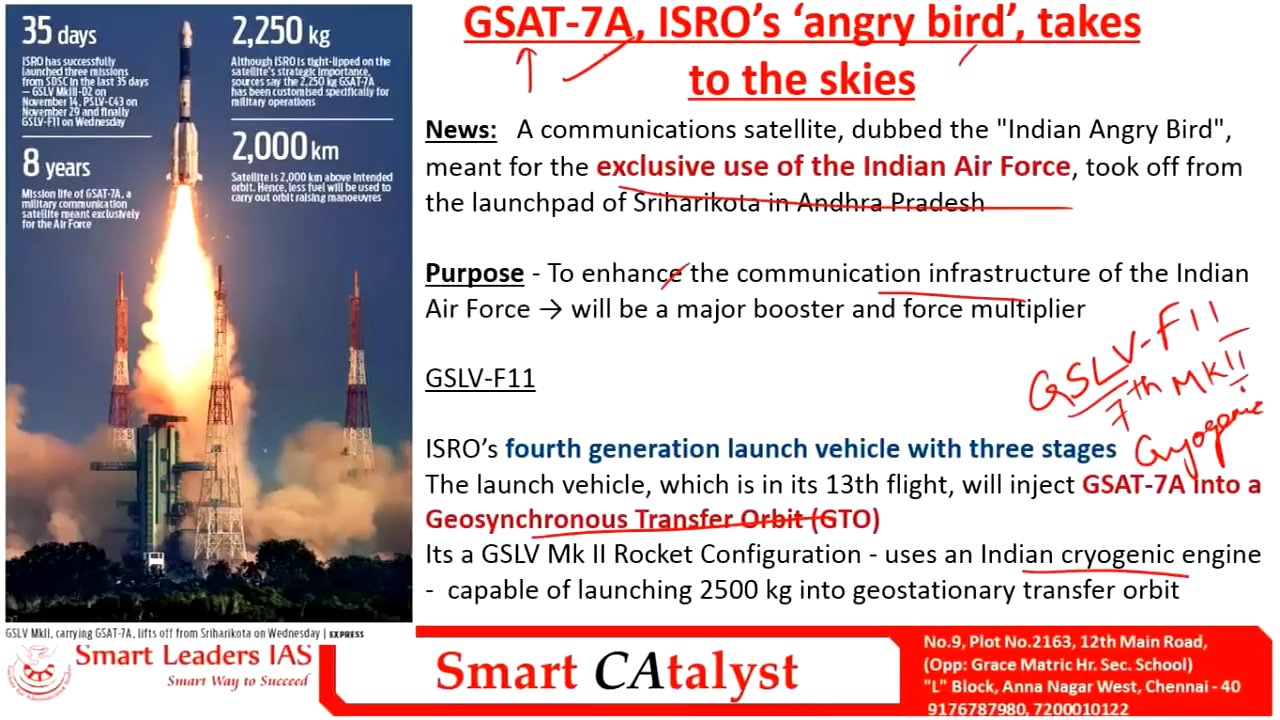 GSAT-7A, ISRO's 'angry bird', takes
to the skies
35 days
ISRO has successfully
launched three missions
from SDSC in the last 35 days
— GSLV MkIII-D2 on
November 14, PSLV-C43 on
November 29 and finally
GSLV-F11 on Wednesday
8 years
Mission life of GSAT-7A, a
military communication
satellite meant exclusively
for the Air Force
2,250 kg
Although ISRO is tight-lipped on the
satellite's strategic importance,
sources say the 2,250 kg GSAT-7A
has been customised specifically for
military operations
2,000 km
Satellite is 2,000 km above intended
orbit. Hence, less fuel will be used to
carry out orbit raising manoeuvres
GSLV MkII, carrying GSAT-7A, lifts off from Sriharikota on Wednesday | EXPRESS
News: A communications satellite, dubbed the "Indian Angry Bird",
meant for the exclusive use of the Indian Air Force, took off from
the launchpad of Sriharikota in Andhra Pradesh
Purpose - To enhance the communication infrastructure of the Indian
Air Force → will be a major booster and force multiplier
GSLV-F11
GSLV-F11
7th MKII
Cryogenic
ISRO's fourth generation launch vehicle with three stages
The launch vehicle, which is in its 13th flight, will inject GSAT-7A into a
Geosynchronous Transfer Orbit (GTO)
Its a GSLV Mk II Rocket Configuration - uses an Indian cryogenic engine
- capable of launching 2500 kg into geostationary transfer orbit
Smart Leaders IAS
Smart Way to Succeed
Smart CAtalyst
No.9, Plot No.2163, 12th Main Road,
(Opp: Grace Matric Hr. Sec. School)
"L" Block, Anna Nagar West, Chennai - 40
9176787980, 7200010122